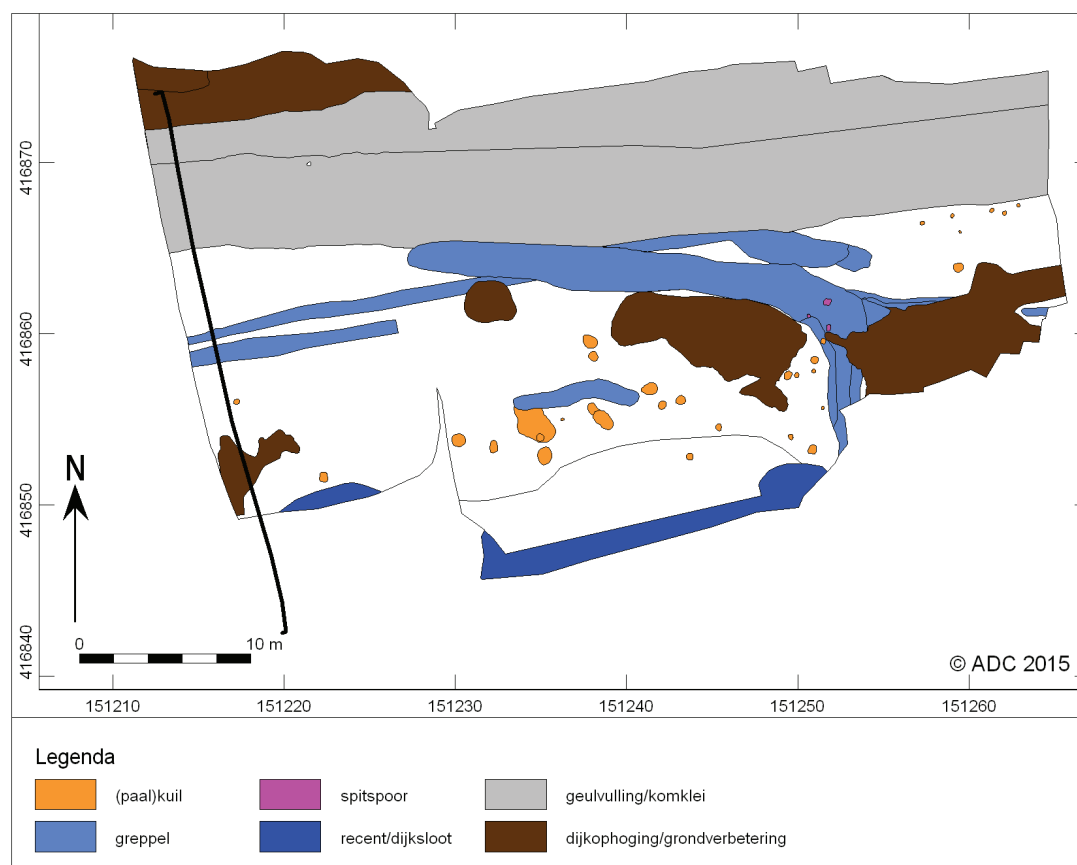 416870
416860
416850
416840
N
0 10 m
© ADC 2015
151210 151220 151230 151240 151250 151260
Legenda
(paal)kuil spitspoor geulvulling/komklei
greppel recent/dijksloot dijkophoging/grondverbetering